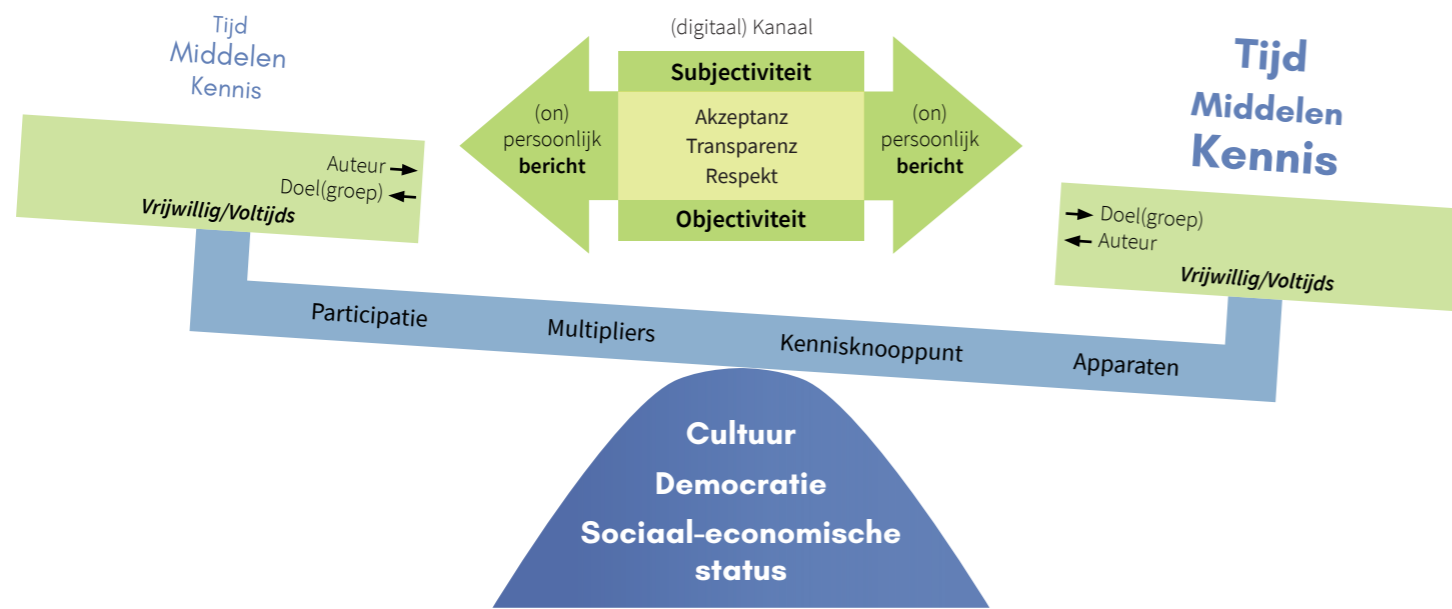 Tijd
Middelen
Kennis
Auteur
Doel(groep)
Vrijwillig/Voltijds
(digitaal) Kanaal
Subjectiviteit
(on)
persoonlijk
bericht
Akzeptanz
Transparenz
Respekt
(on)
persoonlijk
bericht
Objectiviteit
Tijd
Middelen
Kennis
Doel(groep)
Auteur
Vrijwillig/Voltijds
Participatie
Multipliers
Kennisknooppunt
Apparaten
Cultuur
Democratie
Sociaal-economische
status